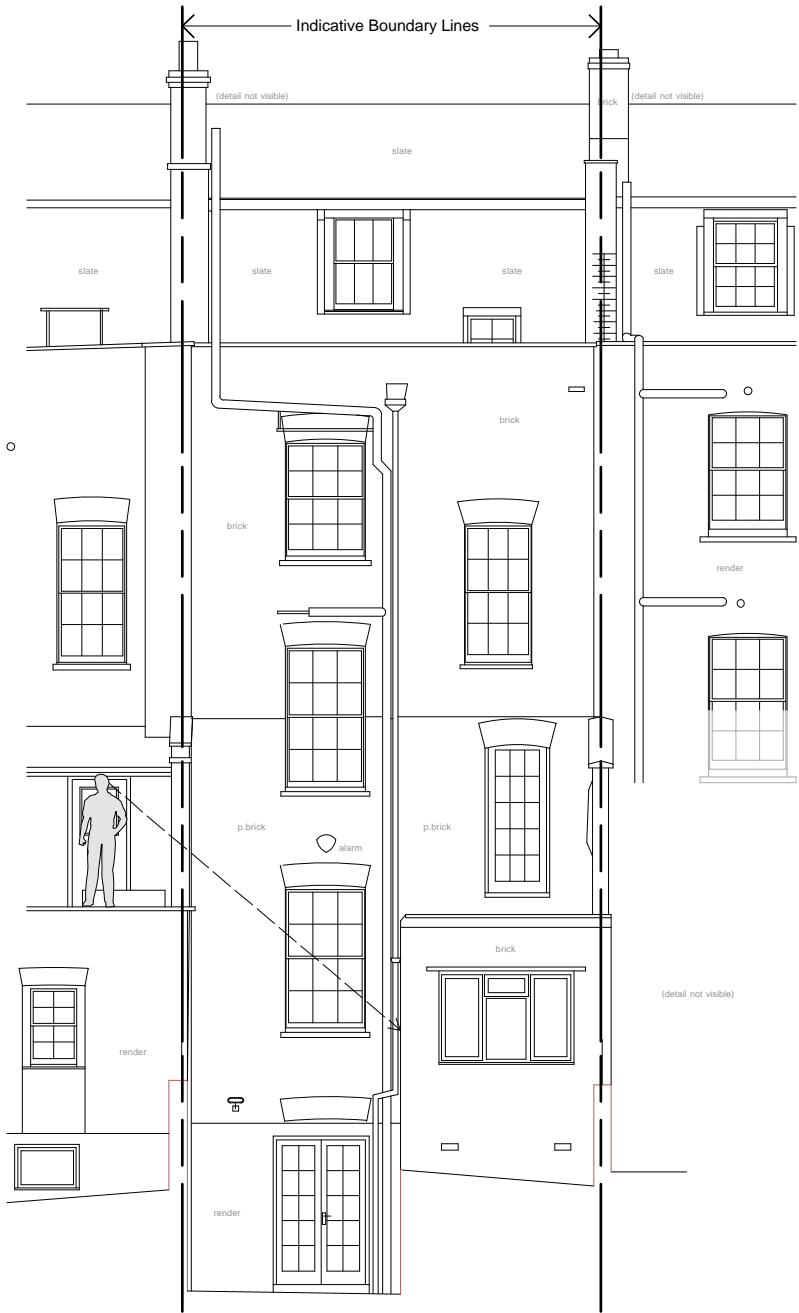 Indicative Boundary Lines
(detail not visible)
brick
(detail not visible)
slate
slate
slate
slate
slate
brick
brick
render
p.brick
p.brick
alarm
brick
(detail not visible)
render
render